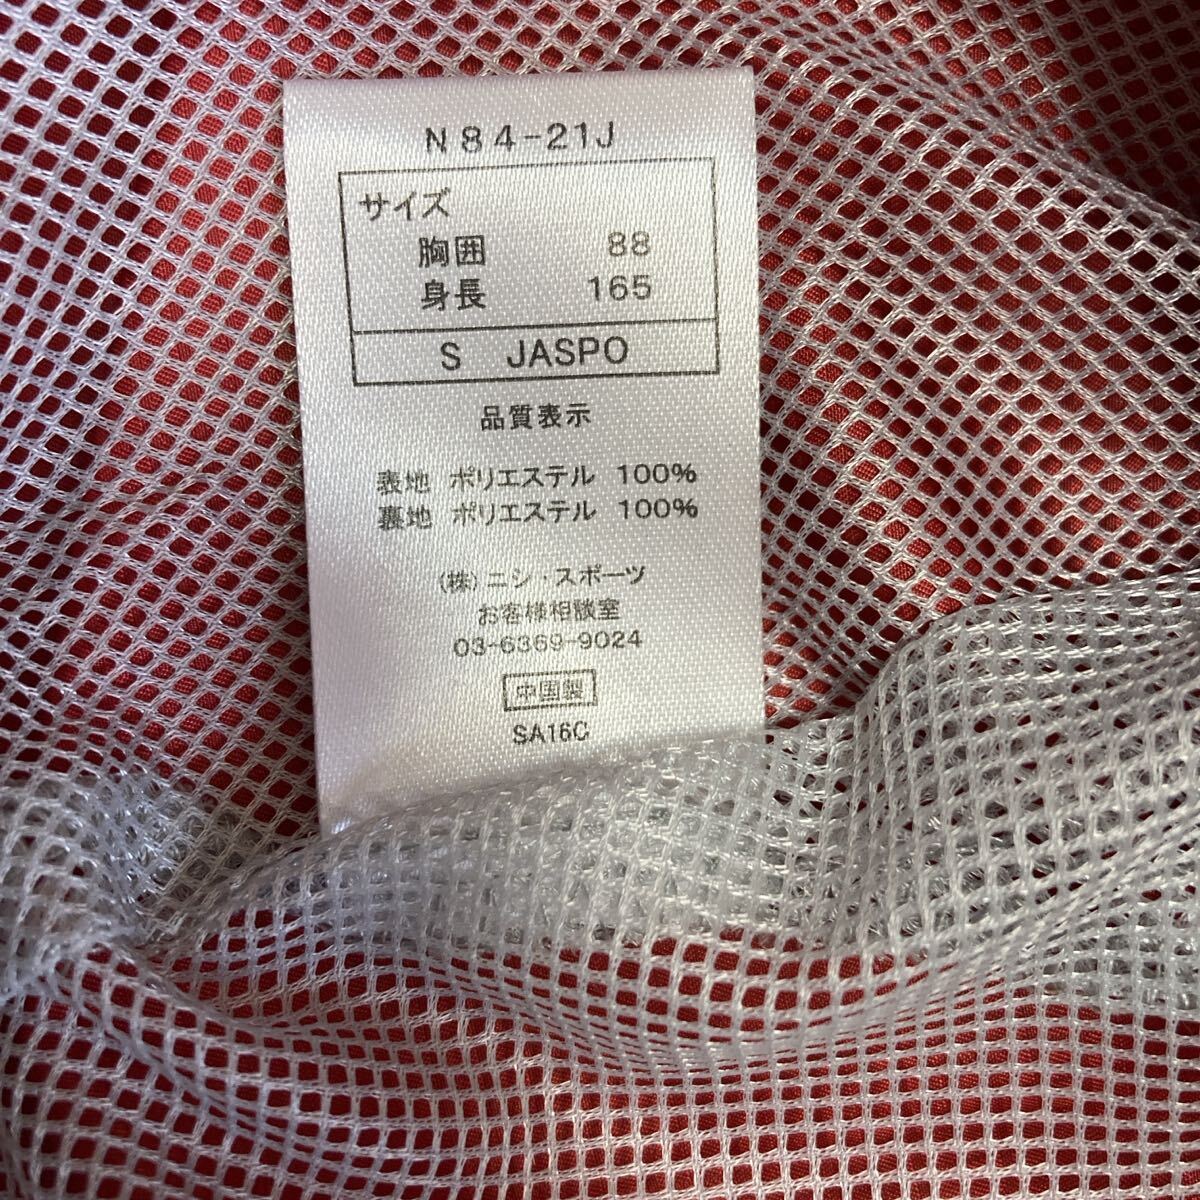 N84-21J
サイズ
胸囲 88
身長 165
S JASPO
品質表示
表地 ポリエステル 100%
裏地 ポリエステル 100%
(株)ニシ・スポーツ
お客様相談室
03-6369-9024
中国製
SA16C